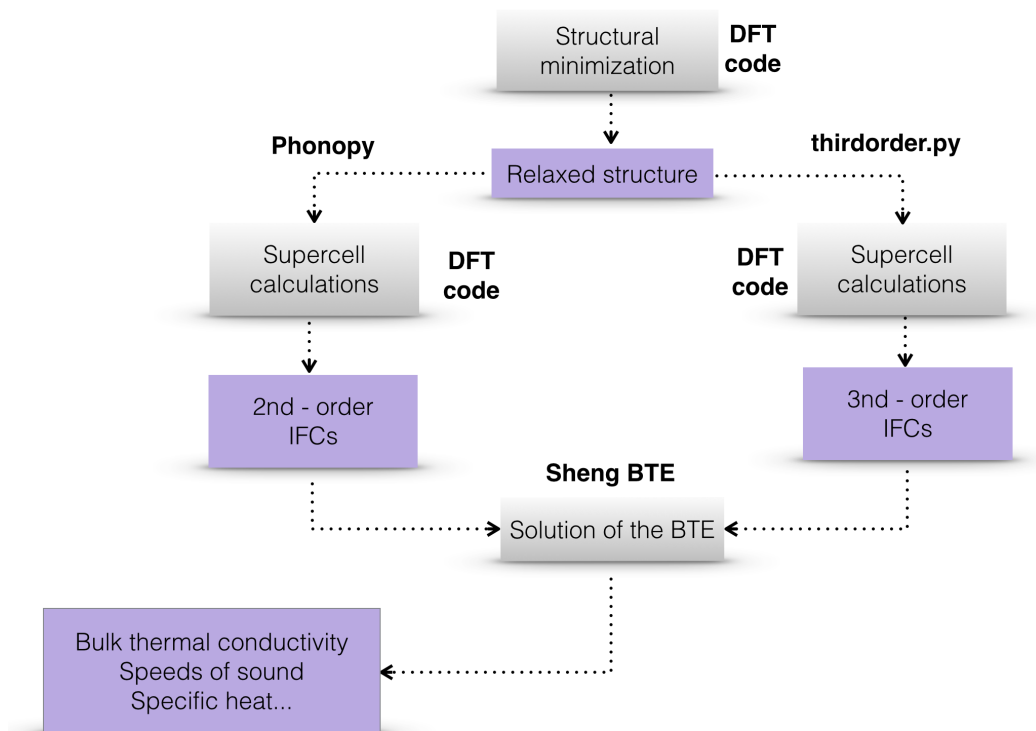 Structural
minimization
DFT
code
Phonopy
thirdorder.py
Relaxed structure
Supercell
calculations
DFT
code
DFT
code
Supercell
calculations
2nd - order
IFCs
3nd - order
IFCs
Sheng BTE
Solution of the BTE
Bulk thermal conductivity
Speeds of sound
Specific heat...